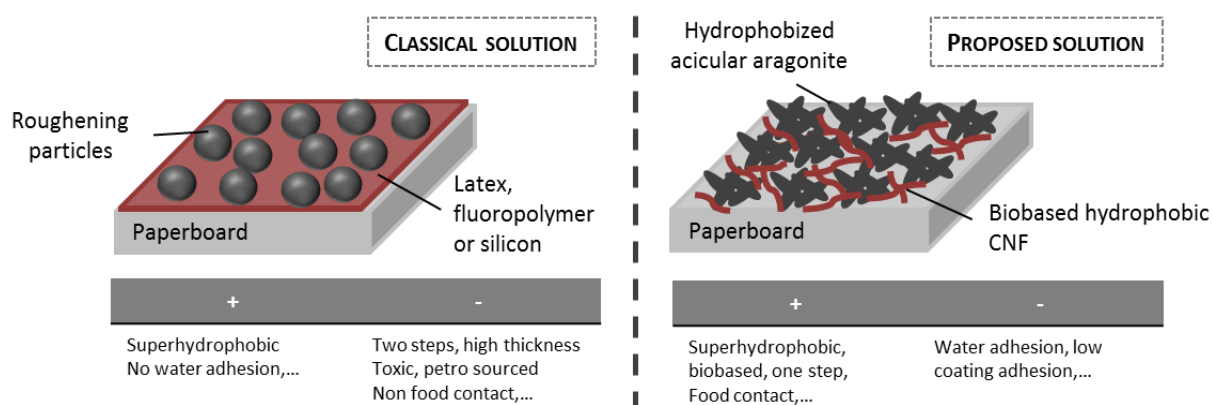 CLASSICAL SOLUTION
Roughening
particles
Latex,
fluoropolymer
or silicon
Paperboard
+
-
Superhydrophobic
No water adhesion,...
Two steps, high thickness
Toxic, petro sourced
Non food contact,...
Hydrophobized
acicular aragonite
PROPOSED SOLUTION
Biobased hydrophobic
CNF
Paperboard
+
-
Superhydrophobic,
biobased, one step,
Food contact,...
Water adhesion, low
coating adhesion,...